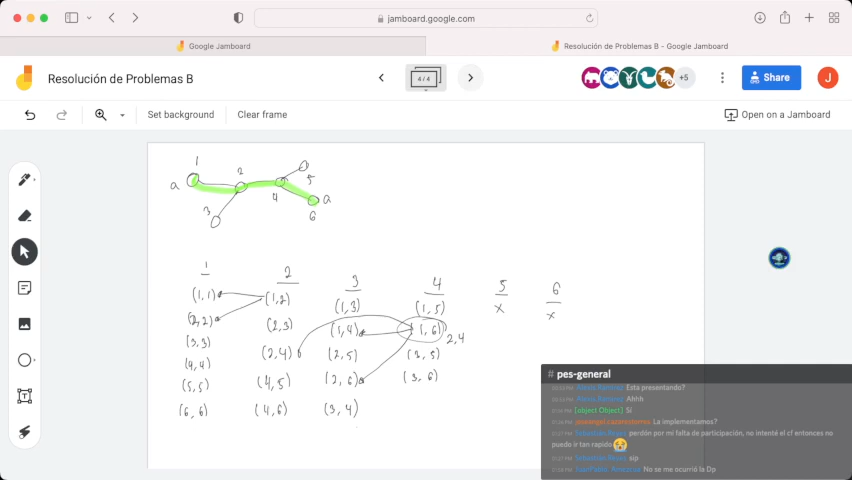 jamboard.google.com
Google Jamboard
Resolución de Problemas B - Google Jamboard
Resolución de Problemas B
4/4
+5
Share
J
Set background
Clear frame
Open on a Jamboard
1
2
a
5
3
4
a
6
1 2 3 4 5 6
(1,1) (1,2) (1,3) (1,5) x x
(2,2) (2,3) (1,4) (1,6) 2,4
(3,3) (2,4) (2,5) (3,5)
(4,4) (4,5) (2,6) (3,6)
(5,5) (4,6) (3,4)
(6,6)
# pes-general
Esta presentando?
Ahhh
[object Object] Sí
La implementamos?
perdón por mi falta de participación, no intenté el cf entonces no
puede ir tan rapido
sip
No se me ocurrió la Dp